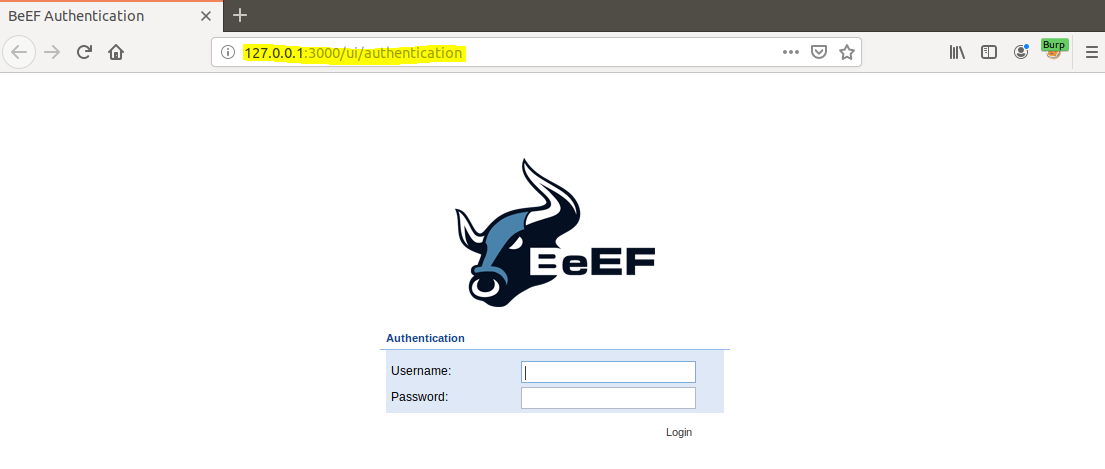 BeEF Authentication
127.0.0.1:3000/ui/authentication
Burp
BeEF
Authentication
Username:
Password:
Login